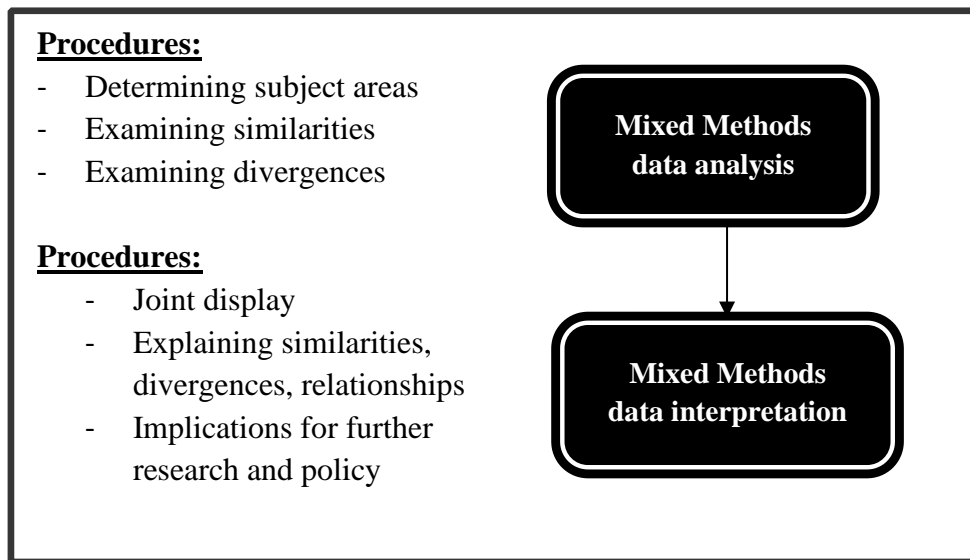 Procedures:
- Determining subject areas
- Examining similarities
- Examining divergences
Mixed Methods
data analysis
Procedures:
- Joint display
- Explaining similarities,
divergences, relationships
- Implications for further
research and policy
Mixed Methods
data interpretation